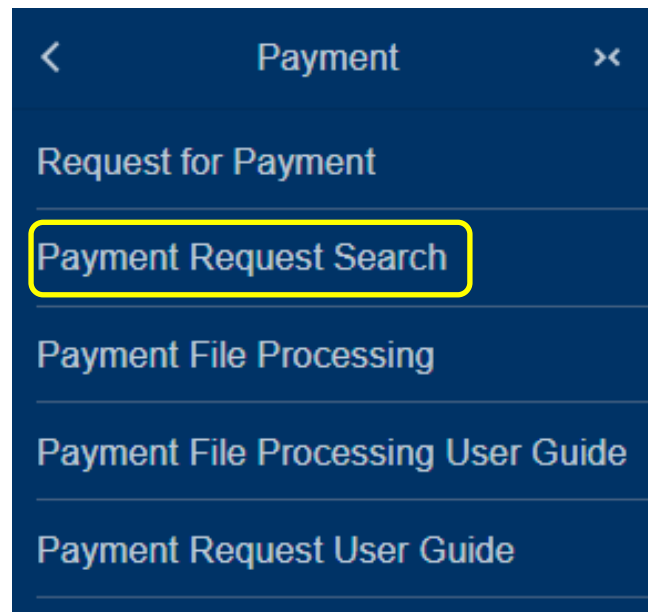 Payment
Request for Payment
Payment Request Search
Payment File Processing
Payment File Processing User Guide
Payment Request User Guide